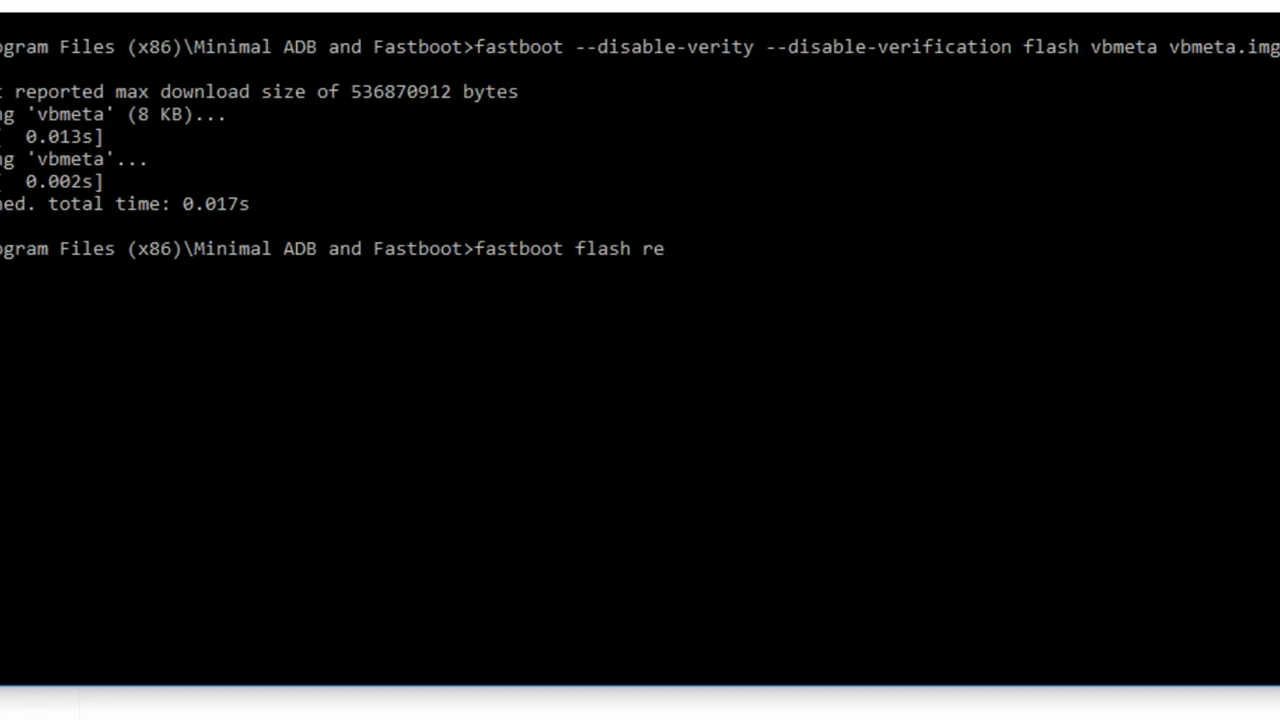 ogram Files (x86)\Minimal ADB and Fastboot>fastboot --disable-verity --disable-verification flash vbmeta vbmeta.img
t reported max download size of 536870912 bytes
ng 'vbmeta' (8 KB)...
[  0.013s]
ng 'vbmeta'...
[  0.002s]
hed. total time: 0.017s
ogram Files (x86)\Minimal ADB and Fastboot>fastboot flash re